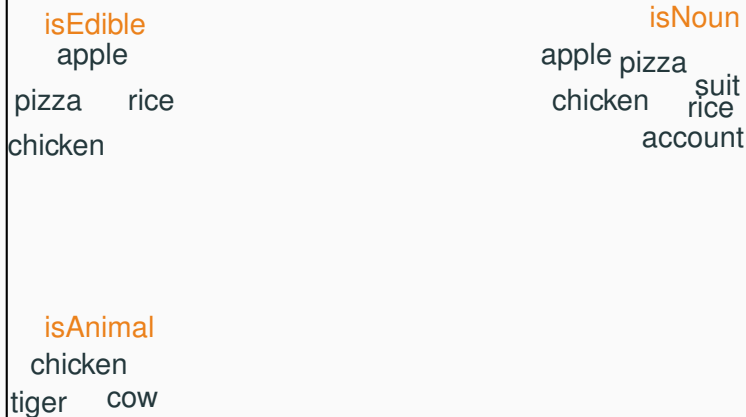 isEdible
apple
pizza rice
chicken
isNoun
apple pizza
suit
chicken rice
account
isAnimal
chicken
tiger cow